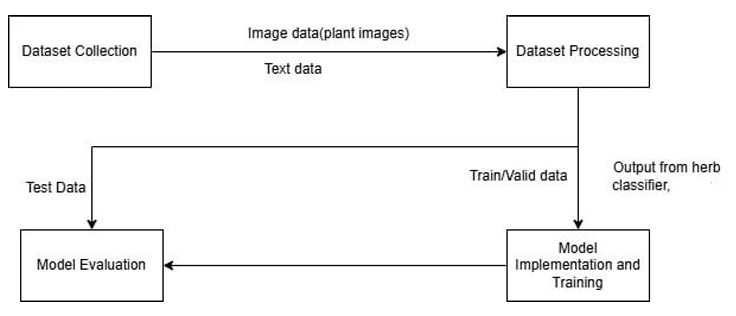 Image data(plant images)
Dataset Collection
Dataset Processing
Text data
Train/Valid data
Output from herb
classifier,
Test Data
Model Evaluation
Model
Implementation and
Training